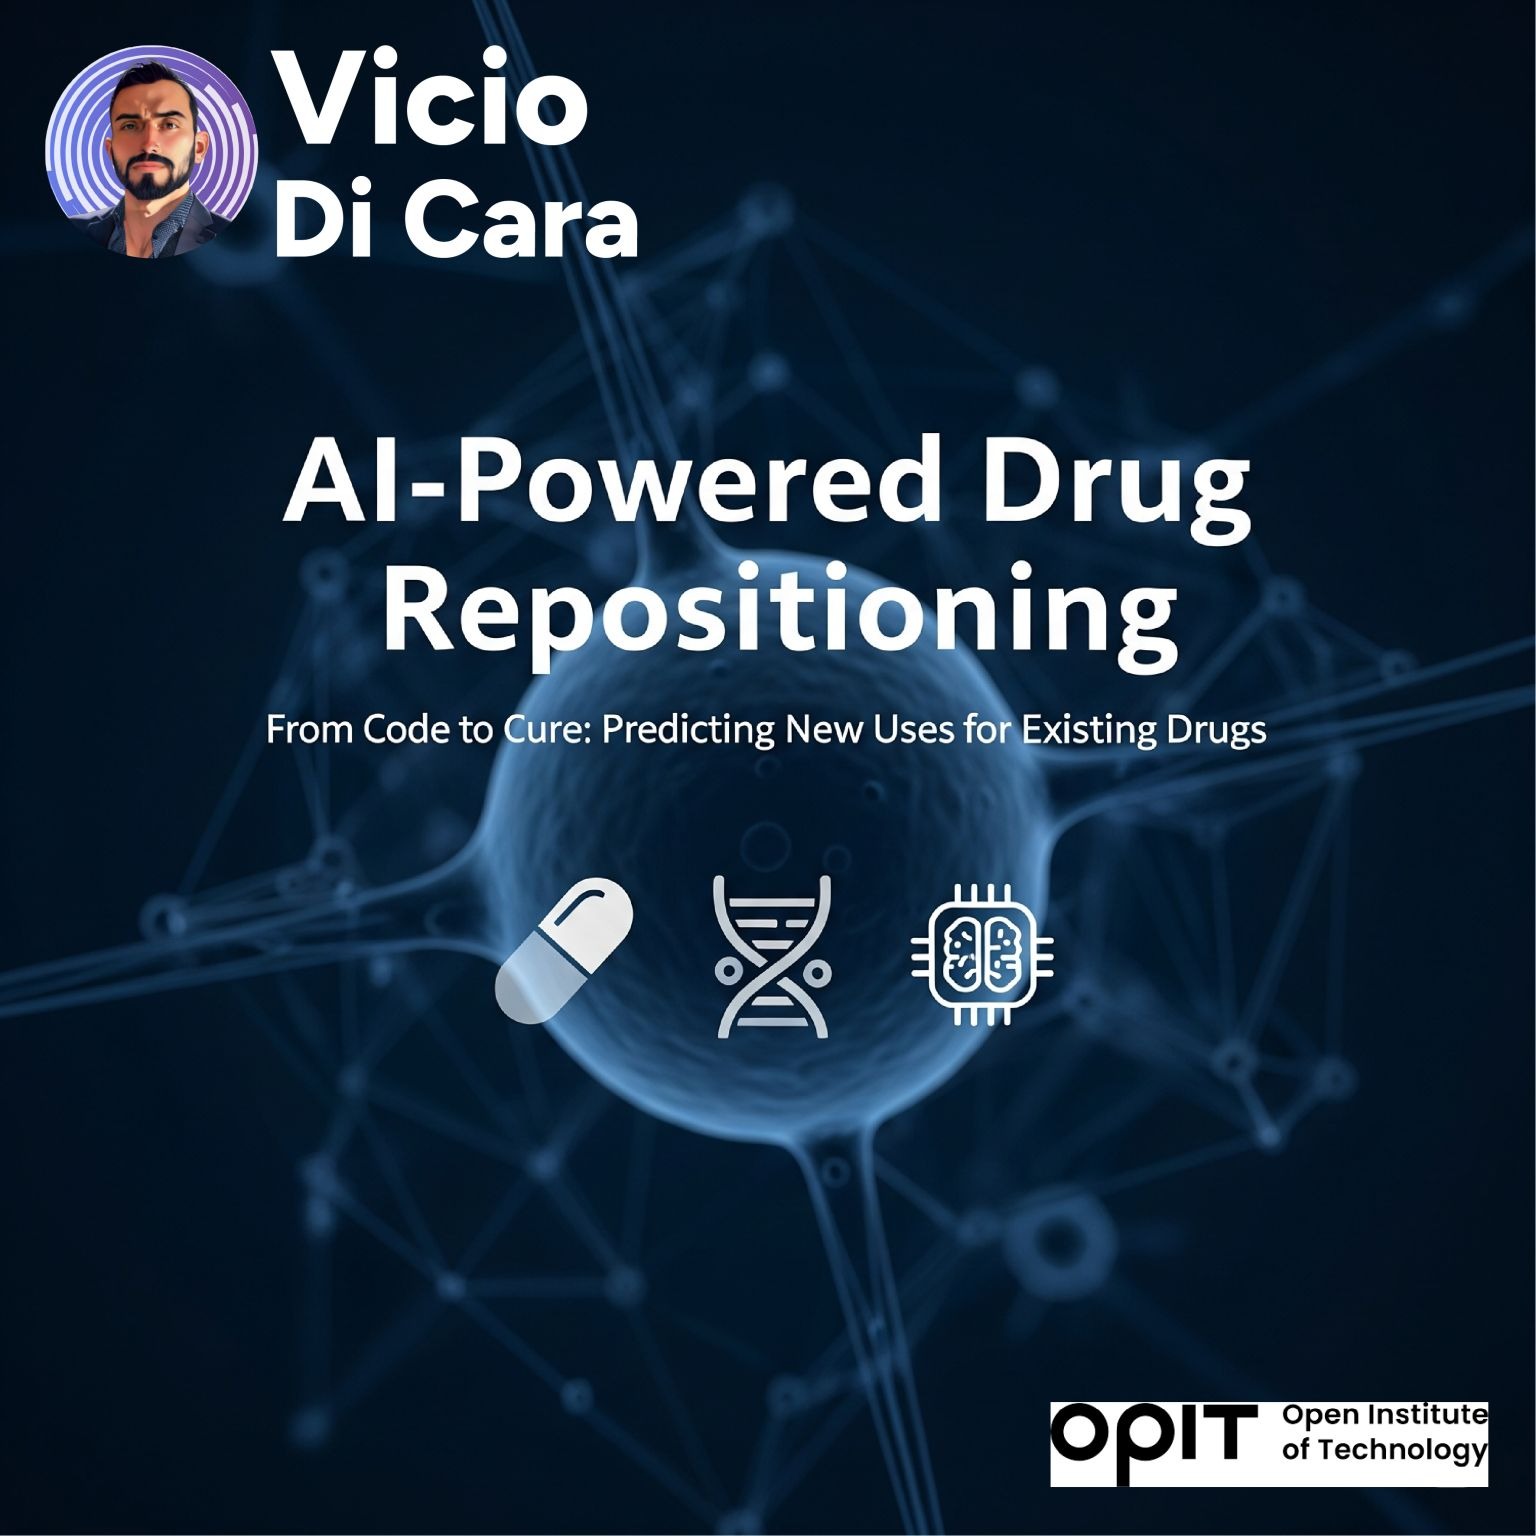 Vicio
Di Cara
AI-Powered Drug
Repositioning
From Code to Cure: Predicting New Uses for Existing Drugs
OPIT
Open Institute
of Technology